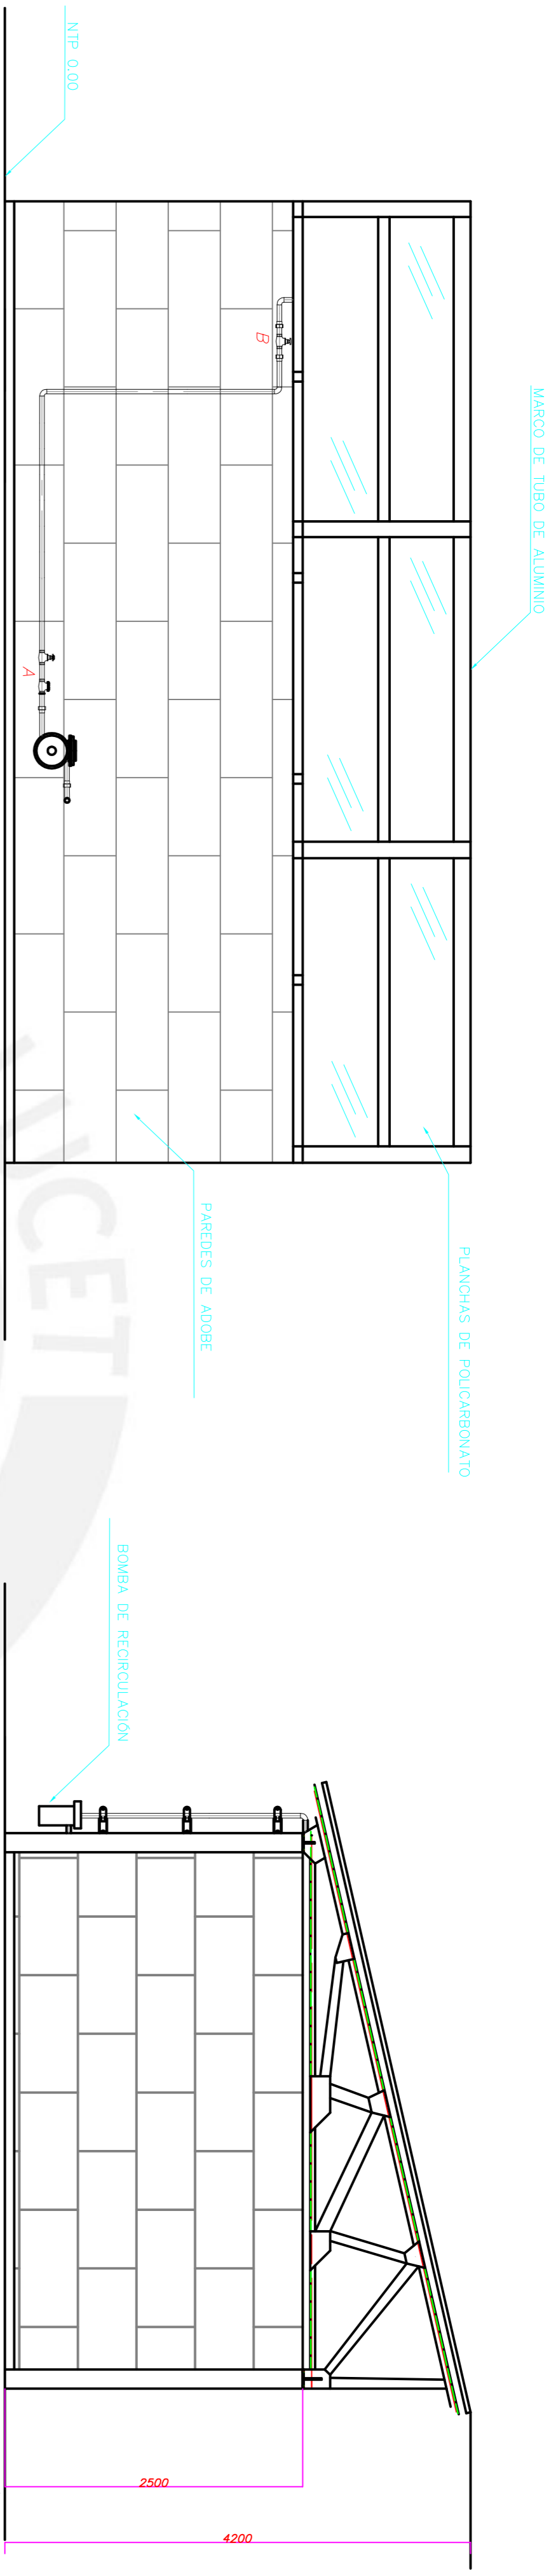 NTP 0.00
MARCO DE TUBO DE ALUMINIO
B
A
PLANCHAS DE POLICARBONATO
PAREDES DE ADOBE
BOMBA DE RECIRCULACIÓN
2500
4200